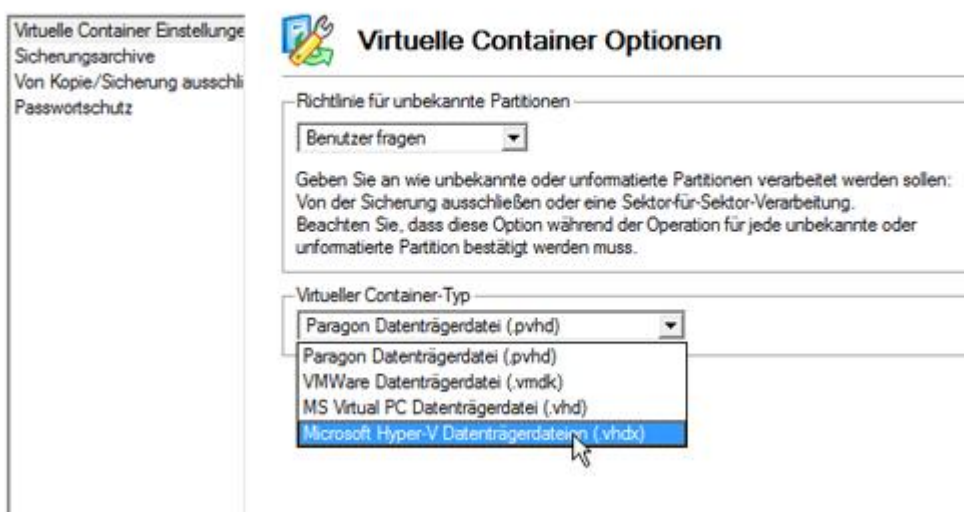 Virtuelle Container Einstellunge
Sicherungsarchive
Von Kopie/Sicherung ausschli
Passwortschutz
Virtuelle Container Optionen
Richtlinie für unbekannte Partitionen
Benutzer fragen
Geben Sie an wie unbekannte oder unformatierte Partitionen verarbeitet werden sollen:
Von der Sicherung ausschließen oder eine Sektor-für-Sektor-Verarbeitung.
Beachten Sie, dass diese Option während der Operation für jede unbekannte oder
unformatierte Partition bestätigt werden muss.
Virtueller Container-Typ
Paragon Datenträgerdatei (.pvhd)
Paragon Datenträgerdatei (.pvhd)
VMWare Datenträgerdatei (.vmdk)
MS Virtual PC Datenträgerdatei (.vhd)
Microsoft Hyper-V Datenträgerdateien (.vhdx)